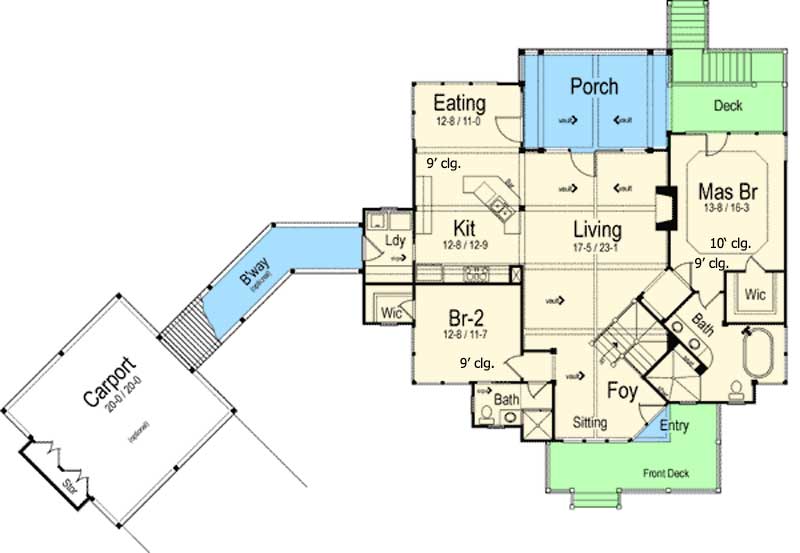 Porch
vault
vault
Deck
Eating
12-8 / 11-0
9' clg.
Bar
vault
vault
Mas Br
13-8 / 16-3
10' clg.
9' clg.
Kit
12-8 / 12-9
Living
17-5 / 23-1
Ldy
B'way
(optional)
Wic
Wic
vault
Br-2
12-8 / 11-7
9' clg.
Bath
vault
Bath
Foy
Sitting
Entry
Front Deck
Carport
20-0 / 20-0
(optional)
Stor